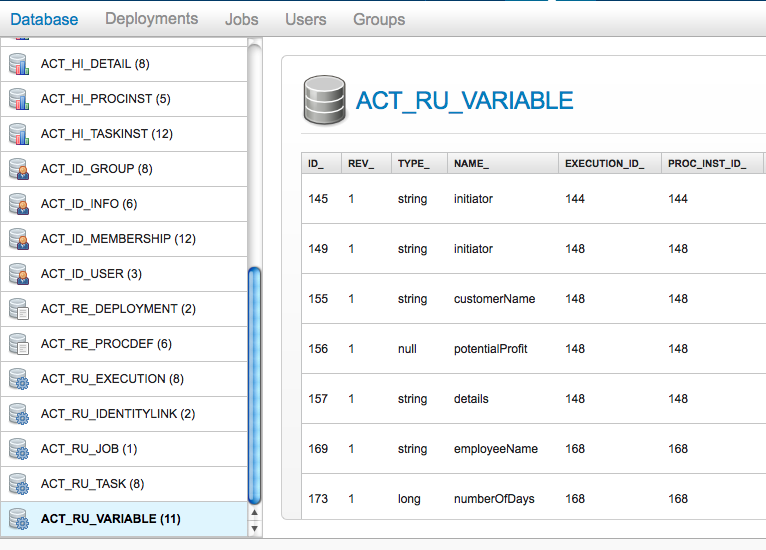 Database Deployments Jobs Users Groups
ACT_HI_DETAIL (8)
ACT_HI_PROCINST (5)
ACT_HI_TASKINST (12)
ACT_ID_GROUP (8)
ACT_ID_INFO (6)
ACT_ID_MEMBERSHIP (12)
ACT_ID_USER (3)
ACT_RE_DEPLOYMENT (2)
ACT_RE_PROCDEF (6)
ACT_RU_EXECUTION (8)
ACT_RU_IDENTITYLINK (2)
ACT_RU_JOB (1)
ACT_RU_TASK (8)
ACT_RU_VARIABLE (11)
ACT_RU_VARIABLE
ID_ REV_ TYPE_ NAME_ EXECUTION_ID_ PROC_INST_ID_
145 1 string initiator 144 144
149 1 string initiator 148 148
155 1 string customerName 148 148
156 1 null potentialProfit 148 148
157 1 string details 148 148
169 1 string employeeName 168 168
173 1 long numberOfDays 168 168